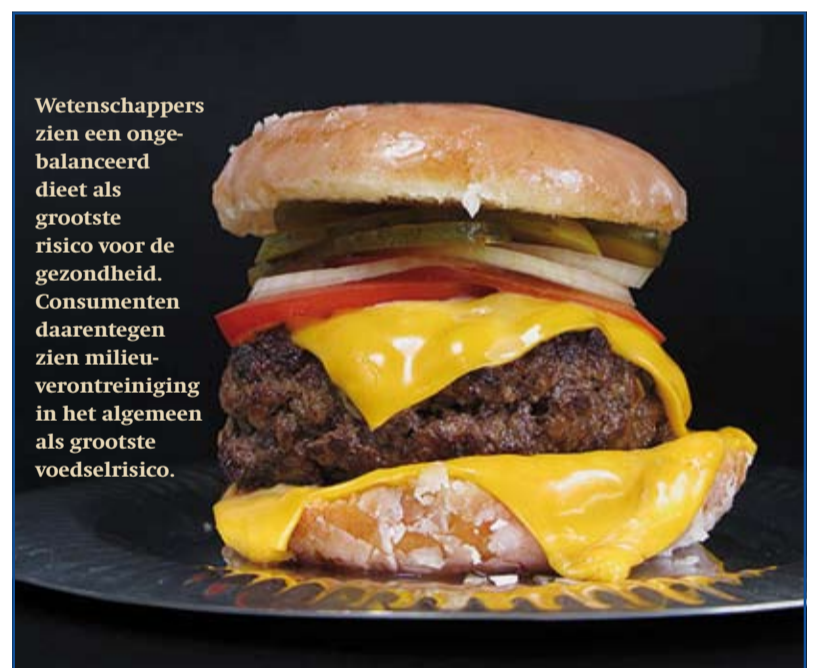 Wetenschappers
zien een onge-
balanceerd
dieet als
grootste
risico voor de
gezondheid.
Consumenten
daarentegen
zien milieu-
verontreiniging
in het algemeen
als grootste
voedselrisico.